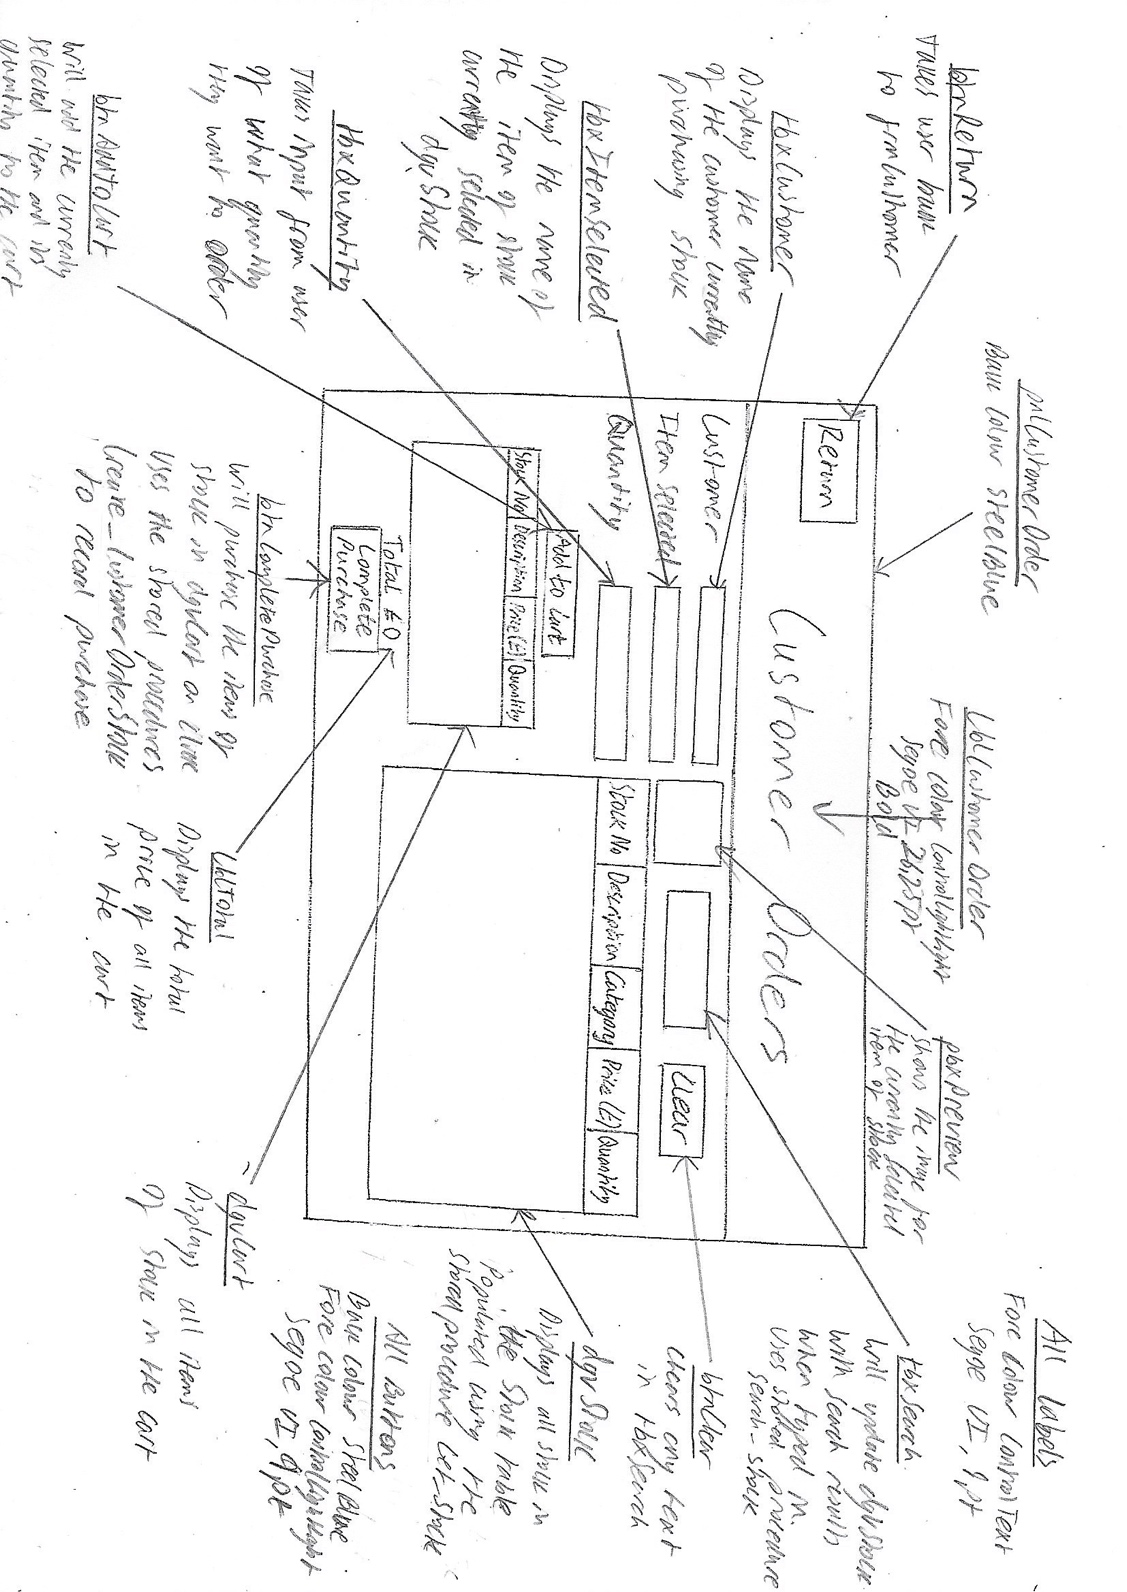 btnReturn
Takes user back
to frmCustomer
pnlCustomerOrder
Back colour SteelBlue
LblCustomerOrder
Fore colour ControlLightLight
Segoe UI 26.25pt
Bold
pbxPreview
shows the image for
the currently selected
item of stock
All Labels
Fore colour ControlText
Segoe UI, 9pt
tbxCustomer
Displays the name
of the customer currently
purchasing stock
tbxItemSelected
Displays the name of
the item of stock
currently selected in
dgvStock
tbxQuantity
Takes input from user
of what quantity
they want to order
btnAddToCart
Will add the currently
selected item and its
quantity to the cart
Return
Customer Orders
Customer
Item selected
Quantity
Clear
Add to cart
Stock No Description Price(£) Quantity
Stock No Description Category Price (£) Quantity
Total £0
Complete
Purchase
tbxSearch
Will update dgvStock
with search results
when typed in.
Uses stored procedure
search_stock
btnClear
Clears any text
in tbxSearch
dgvStock
Displays all stock in
the Stock table
Populated using the
stored procedure Get_Stock
All Buttons
Back colour SteelBlue
Fore colour ControlLightLight
Segoe UI, 9pt
btnCompletePurchase
Will purchase the items of
stock in dgvCart on click
Uses the stored procedures
Create_CustomerOrderStock
to record purchase
LblTotal
Displays the total
price of all items
in the cart
dgvCart
Displays all items
of stock in the cart